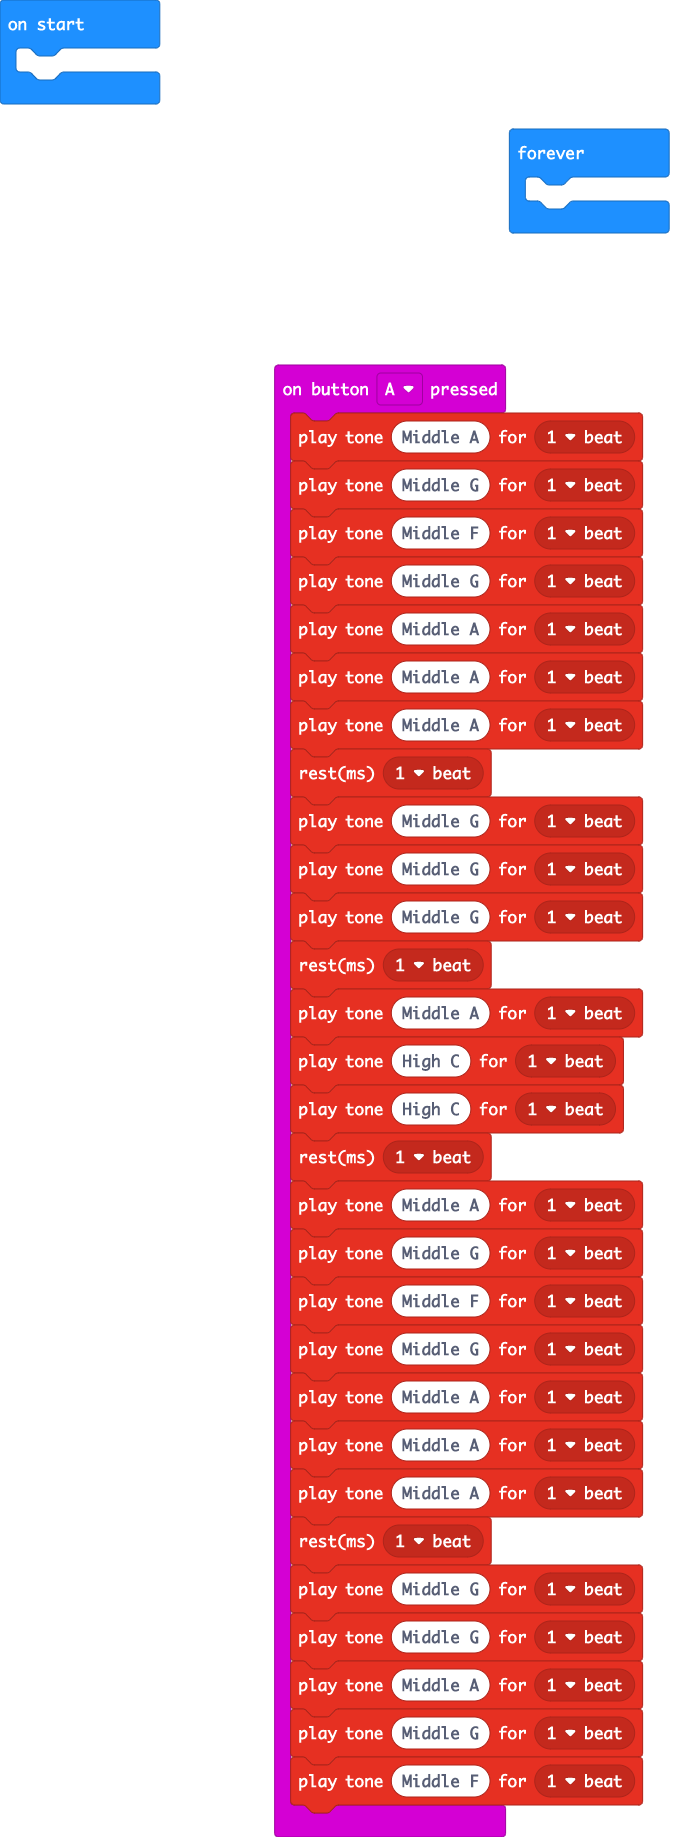 on start
forever
on button A pressed
play tone Middle A for 1 beat
play tone Middle G for 1 beat
play tone Middle F for 1 beat
play tone Middle G for 1 beat
play tone Middle A for 1 beat
play tone Middle A for 1 beat
play tone Middle A for 1 beat
rest(ms) 1 beat
play tone Middle G for 1 beat
play tone Middle G for 1 beat
play tone Middle G for 1 beat
rest(ms) 1 beat
play tone Middle A for 1 beat
play tone High C for 1 beat
play tone High C for 1 beat
rest(ms) 1 beat
play tone Middle A for 1 beat
play tone Middle G for 1 beat
play tone Middle F for 1 beat
play tone Middle G for 1 beat
play tone Middle A for 1 beat
play tone Middle A for 1 beat
play tone Middle A for 1 beat
rest(ms) 1 beat
play tone Middle G for 1 beat
play tone Middle G for 1 beat
play tone Middle A for 1 beat
play tone Middle G for 1 beat
play tone Middle F for 1 beat